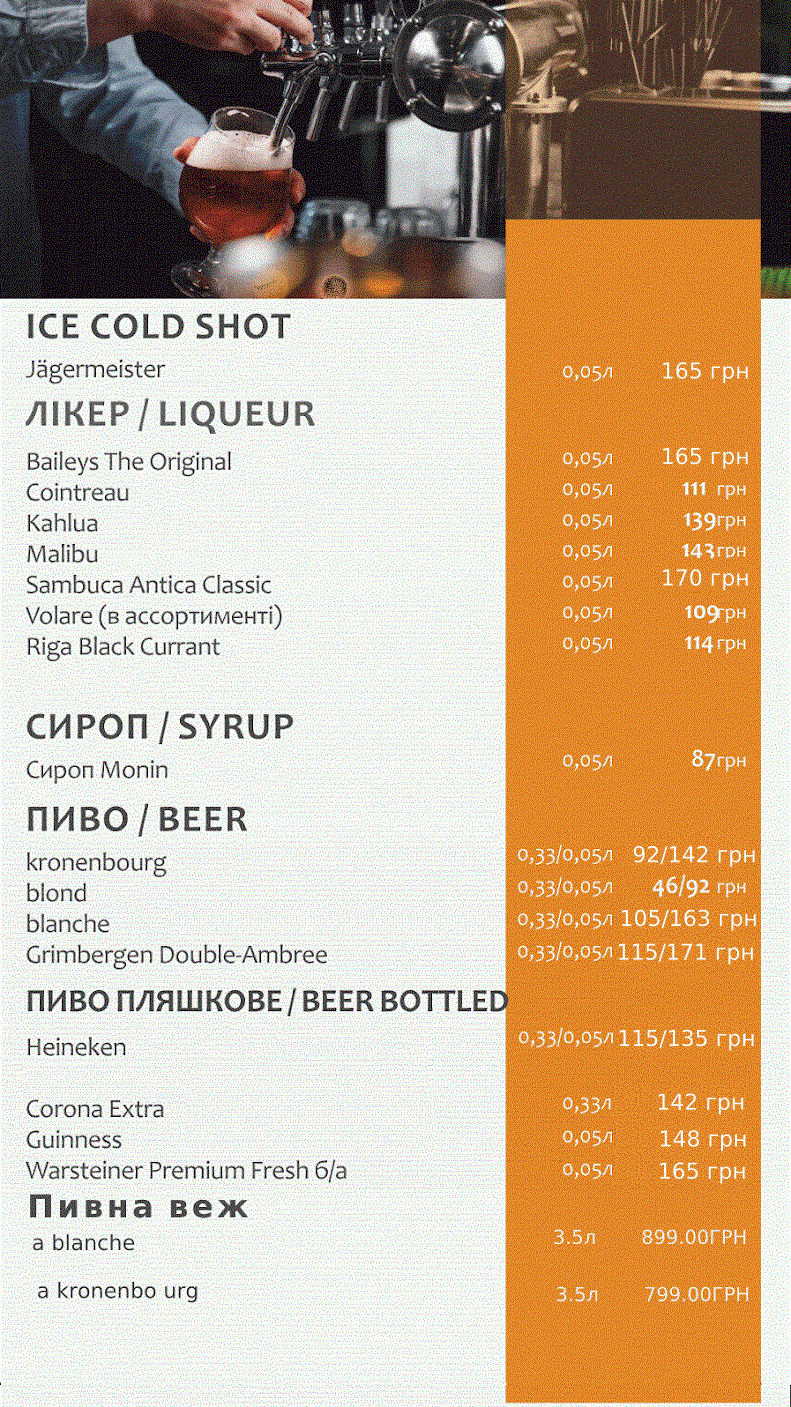 ICE COLD SHOT
Jägermeister 0,05л 165 грн
ЛІКЕР / LIQUEUR
Baileys The Original 0,05л 165 грн
Cointreau 0,05л 111 грн
Kahlua 0,05л 139грн
Malibu 0,05л 143грн
Sambuca Antica Classic 0,05л 170 грн
Volare (в ассортименті) 0,05л 109грн
Riga Black Currant 0,05л 114 грн
СИРОП / SYRUP
Сироп Monin 0,05л 87грн
ПИВО / BEER
kronenbourg 0,33/0,05л 92/142 грн
blond 0,33/0,05л 46/92 грн
blanche 0,33/0,05л 105/163 грн
Grimbergen Double-Ambree 0,33/0,05л 115/171 грн
ПИВО ПЛЯШКОВЕ / BEER BOTTLED
Heineken 0,33/0,05л 115/135 грн
Corona Extra 0,33л 142 грн
Guinness 0,05л 148 грн
Warsteiner Premium Fresh б/а 0,05л 165 грн
Пивна веж
а blanche 3.5л 899.00ГРН
а kronenbo urg 3.5л 799.00ГРН